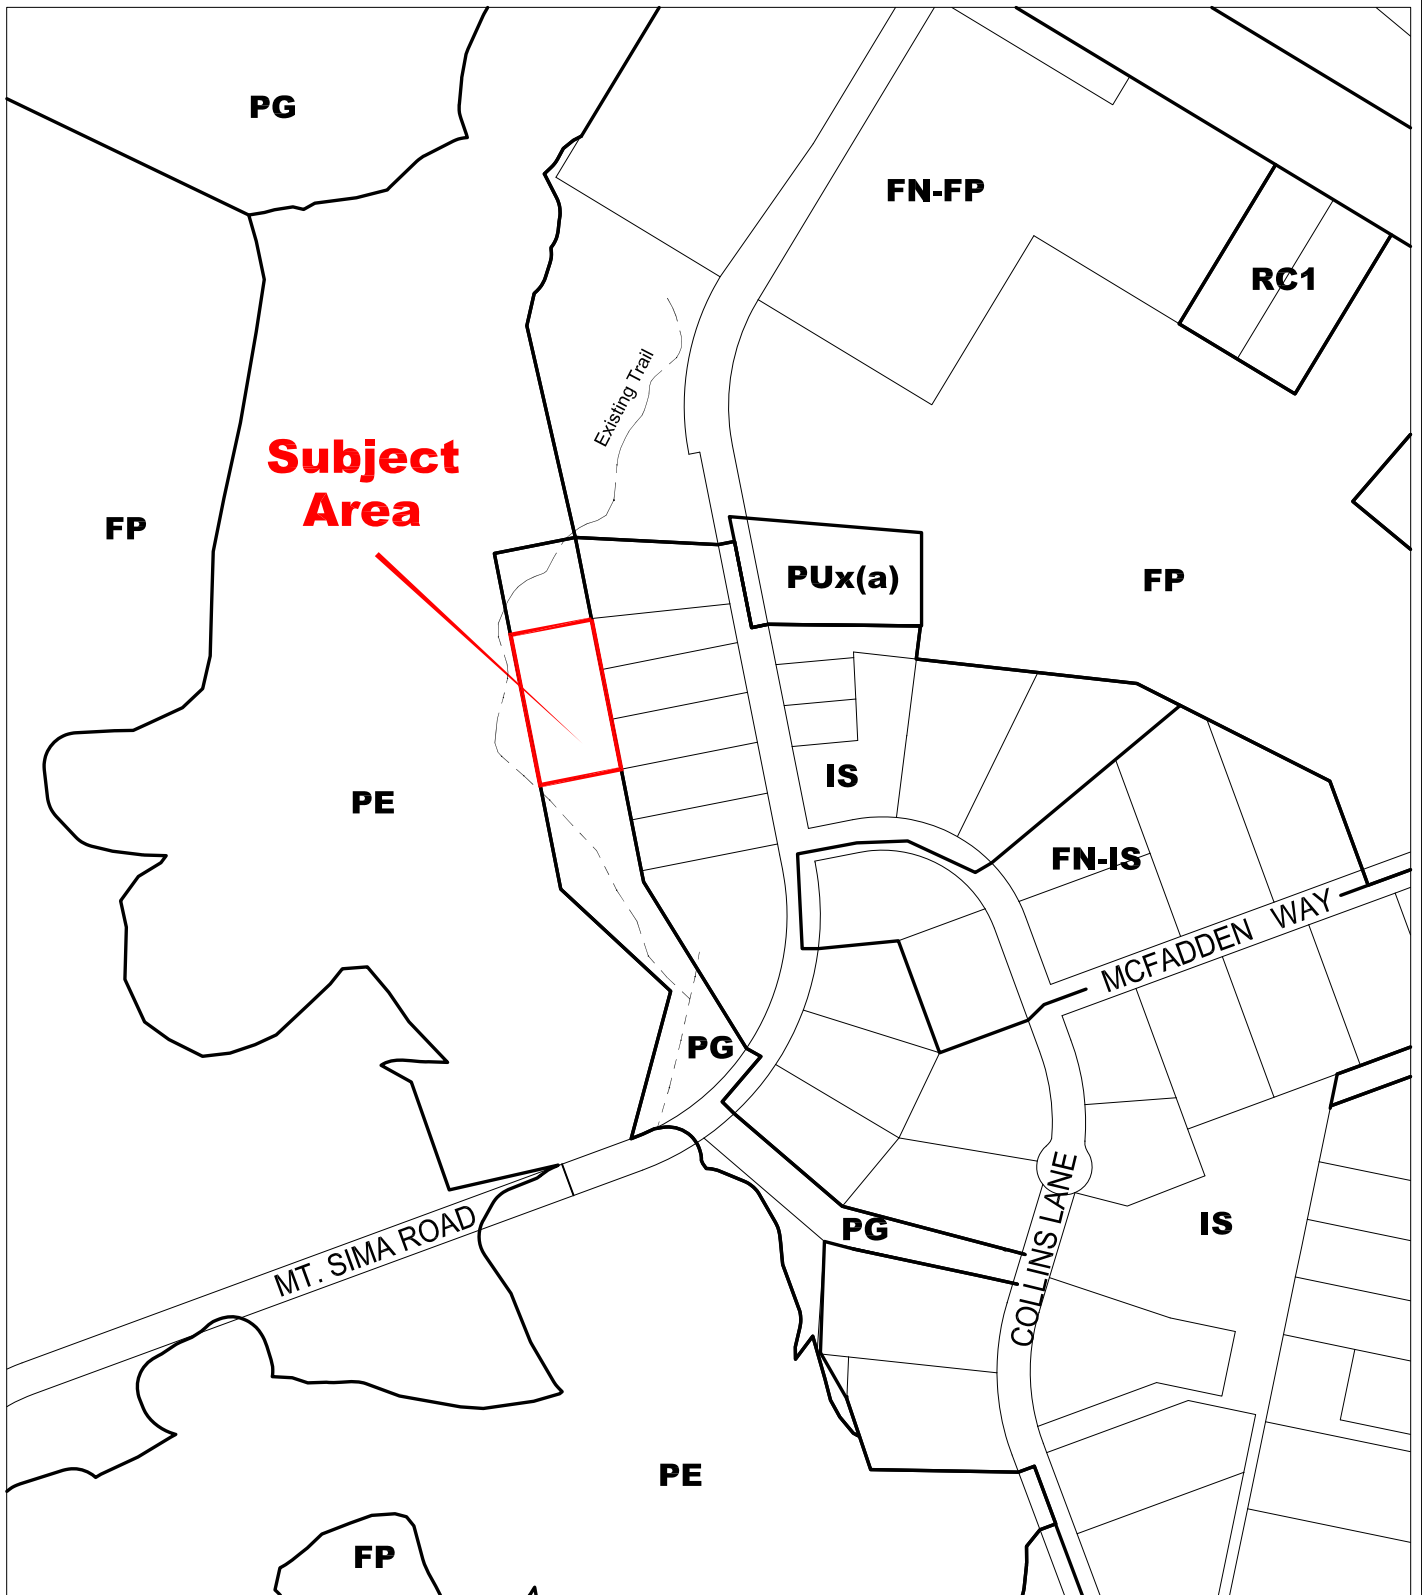 PG
FN-FP
RC1
Existing Trail
Subject
Area
FP
PUx(a)
FP
IS
PE
FN-IS
MCFADDEN WAY
PG
MT. SIMA ROAD
PG
COLLINS LANE
IS
PE
FP